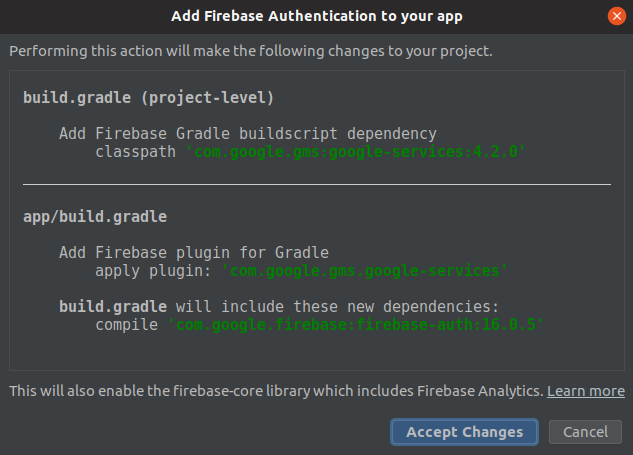 Add Firebase Authentication to your app
Performing this action will make the following changes to your project.
build.gradle (project-level)
Add Firebase Gradle buildscript dependency
classpath 'com.google.gms:google-services:4.2.0'
app/build.gradle
Add Firebase plugin for Gradle
apply plugin: 'com.google.gms.google-services'
build.gradle will include these new dependencies:
compile 'com.google.firebase:firebase-auth:16.0.5'
This will also enable the firebase-core library which includes Firebase Analytics. Learn more
Accept Changes Cancel